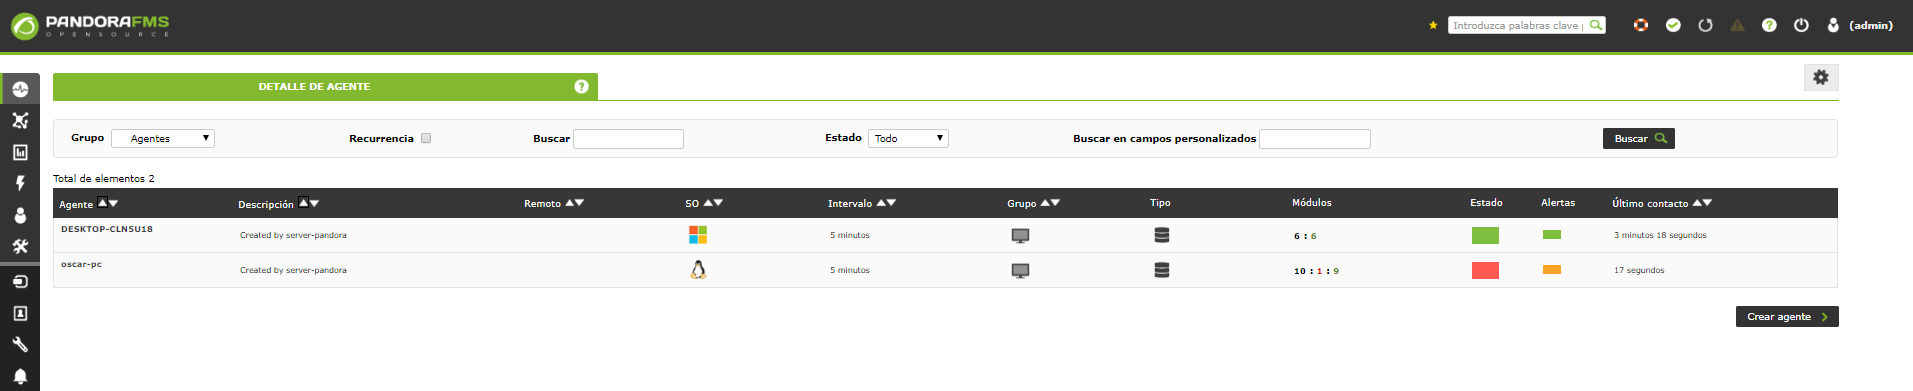 PANDORAFMS
OPENSOURCE
Introduzca palabras clave p
(admin)
DETALLE DE AGENTE
Grupo Agentes Recurrencia Buscar Estado Todo Buscar en campos personalizados Buscar
Total de elementos 2
Agente Descripción Remoto SO Intervalo Grupo Tipo Módulos Estado Alertas Último contacto
DESKTOP-CLN5U18 Created by server-pandora 5 minutos 6 : 6 3 minutos 18 segundos
oscar-pc Created by server-pandora 5 minutos 10 : 1 : 9 17 segundos
Crear agente